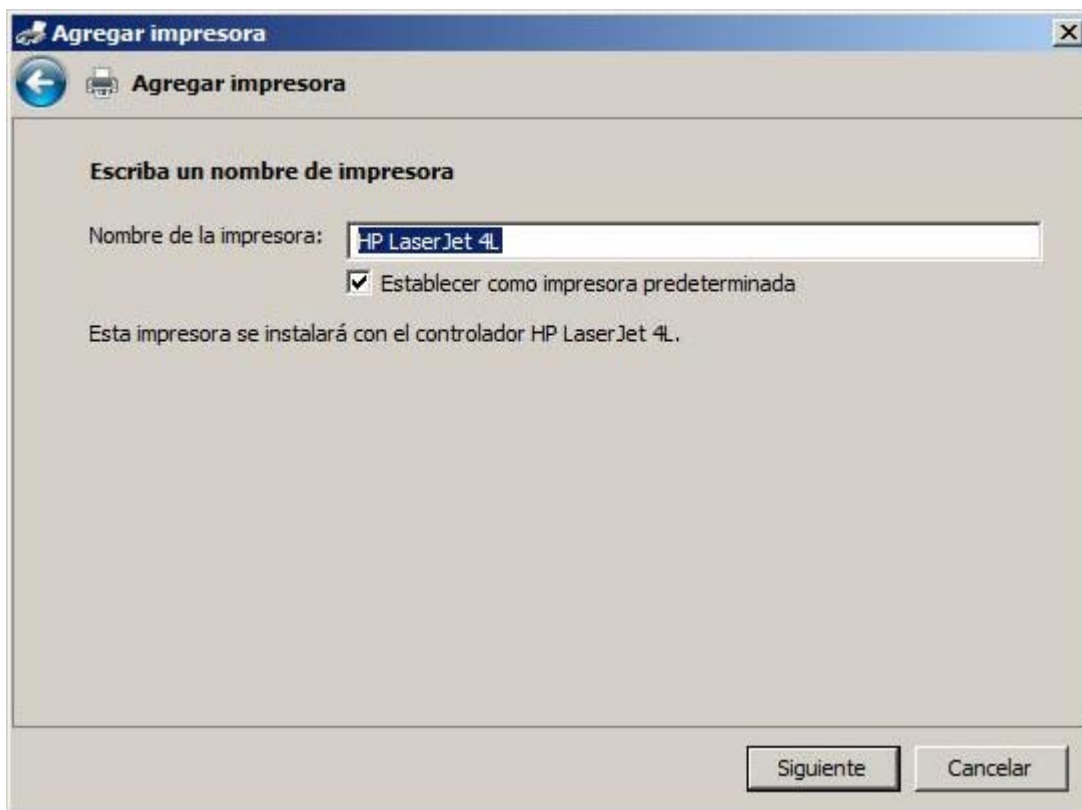 Agregar impresora
Agregar impresora
Escriba un nombre de impresora
Nombre de la impresora: HP LaserJet 4L
Establecer como impresora predeterminada
Esta impresora se instalará con el controlador HP LaserJet 4L.
Siguiente Cancelar